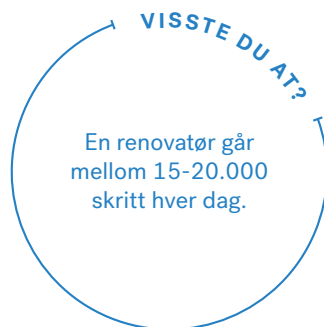 VISSTE DU AT?
En renovatør går
mellom 15-20.000
skritt hver dag.